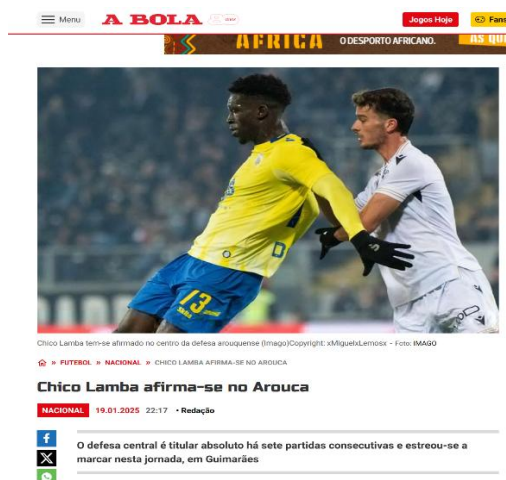 Menu
A BOLA
Jogos Hoje
Fans
AFRICA
O DESPORTO AFRICANO.
AS QU
73
Chico Lamba tem-se afirmado no centro da defesa arouquense (Imago)Copyright: xMiguelxLemosx - Foto: IMAGO
» FUTEBOL » NACIONAL » CHICO LAMBA AFIRMA-SE NO AROUCA
Chico Lamba afirma-se no Arouca
NACIONAL 19.01.2025 22:17 • Redação
O defesa central é titular absoluto há sete partidas consecutivas e estreou-se a
marcar nesta jornada, em Guimarães